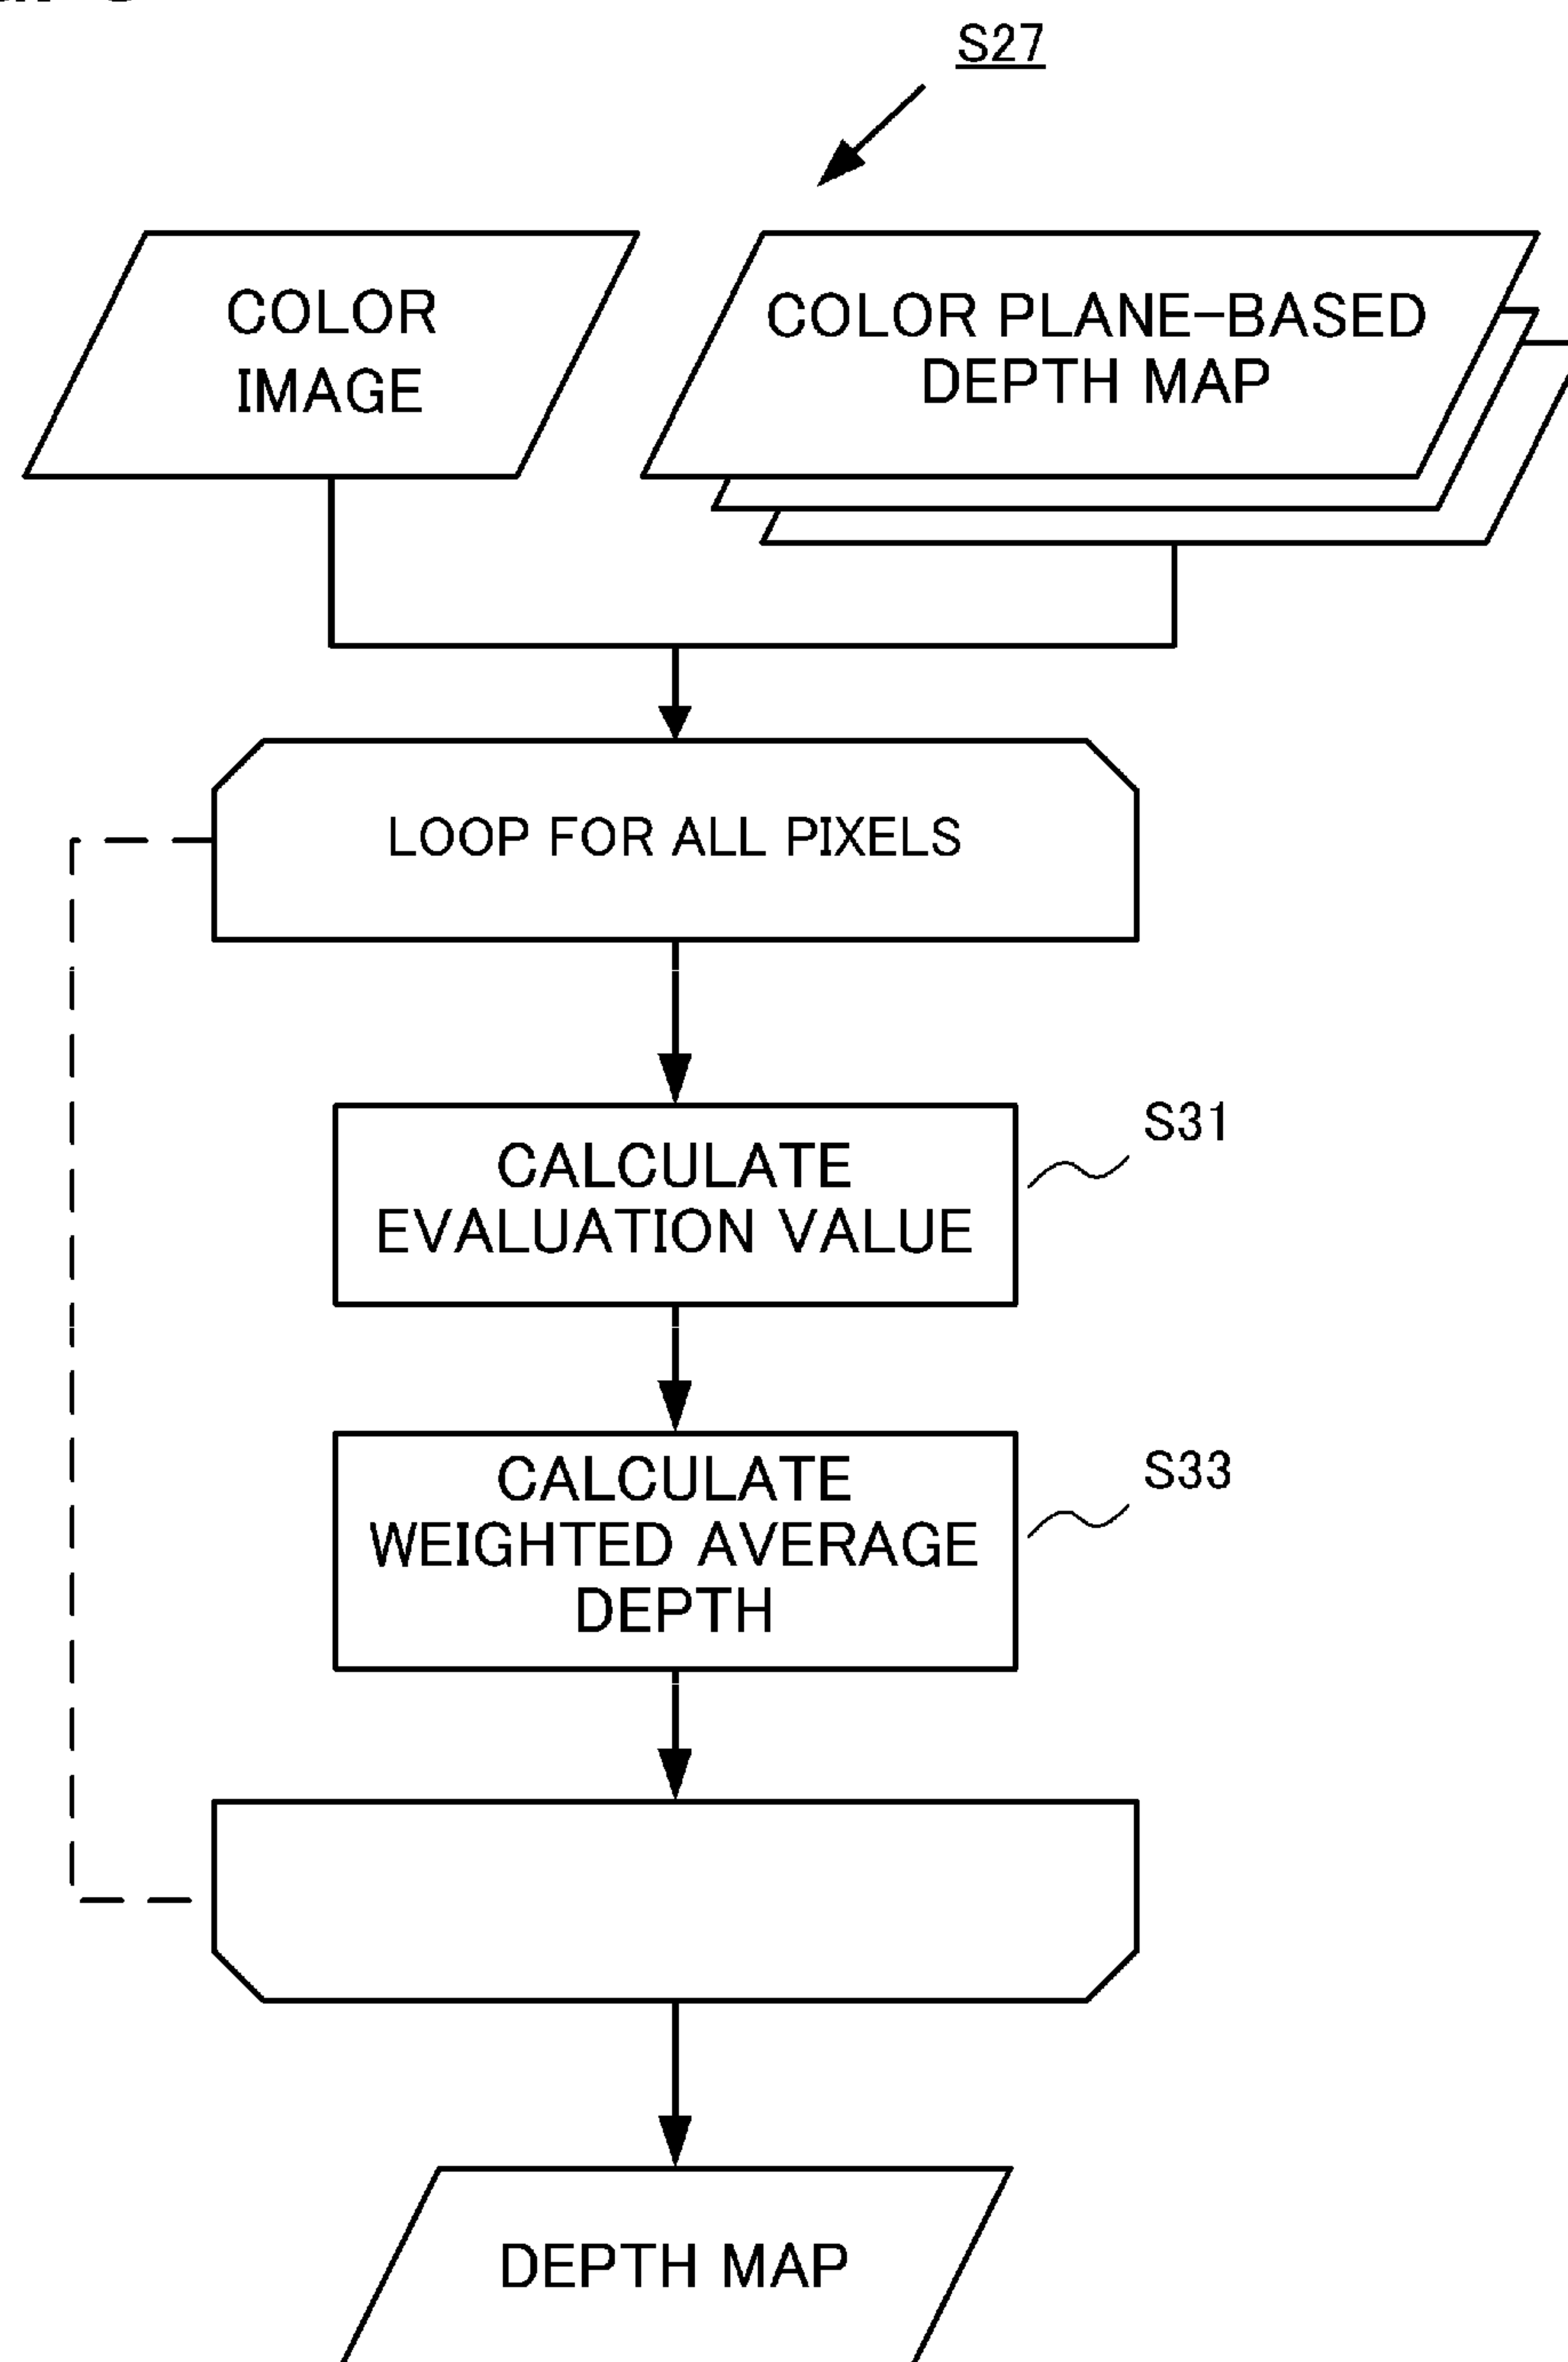 S27
COLOR
IMAGE
COLOR PLANE-BASED
DEPTH MAP
LOOP FOR ALL PIXELS
CALCULATE
EVALUATION VALUE
S31
CALCULATE
WEIGHTED AVERAGE
DEPTH
S33
DEPTH MAP